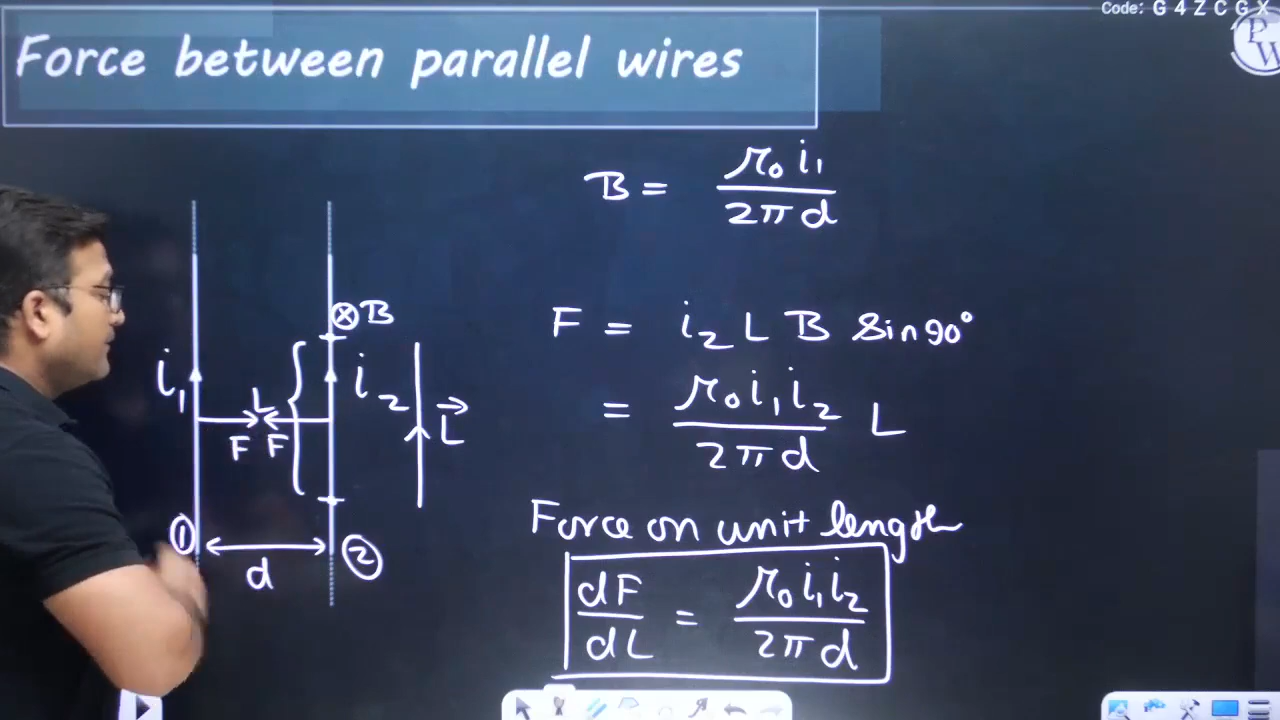 Code: G 4 Z C G X
PW
Force between parallel wires
B = μ₀ i₁ / 2π d
⊗ B
F = i₂ L B Sin 90°
i₁ L i₂
= μ₀ i₁ i₂ / 2π d L
F F L⃗
Force on unit length
① d ②
dF / dL = μ₀ i₁ i₂ / 2π d